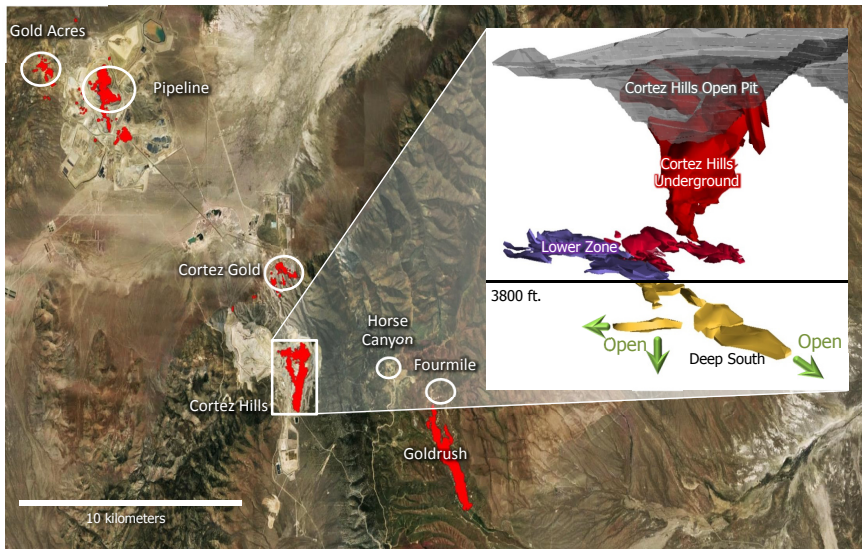 Gold Acres
Pipeline
Cortez Gold
Horse
Canyon
Fourmile
Cortez Hills
Goldrush
10 kilometers
Cortez Hills Open Pit
Cortez Hills
Underground
Lower Zone
3800 ft.
Open
Deep South
Open